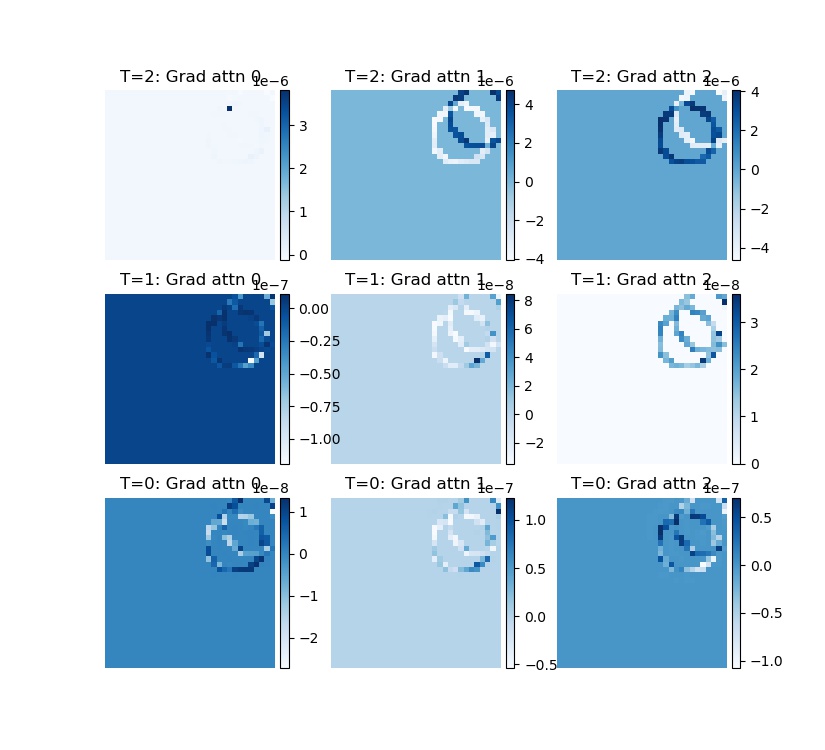 T=2: Grad attn 0
1e−6
3
2
1
0
T=2: Grad attn 1
1e−6
4
2
0
−2
−4
T=2: Grad attn 2
1e−6
4
2
0
−2
−4
T=1: Grad attn 0
1e−7
0.00
−0.25
−0.50
−0.75
−1.00
T=1: Grad attn 1
1e−8
8
6
4
2
0
−2
T=1: Grad attn 2
1e−8
3
2
1
0
T=0: Grad attn 0
1e−8
1
0
−1
−2
T=0: Grad attn 1
1e−7
1.0
0.5
0.0
−0.5
T=0: Grad attn 2
1e−7
0.5
0.0
−0.5
−1.0